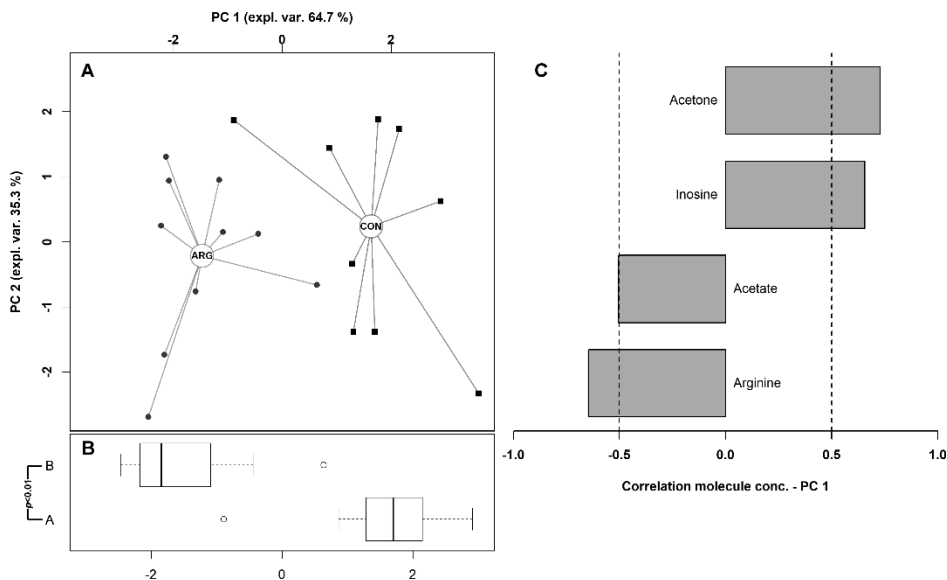 PC 1 (expl. var. 64.7 %)
-2 0 2
A
PC 2 (expl. var. 35.3 %)
2
1
0
-1
-2
ARG
CON
B
p<0.01
B
A
-2 0 2
C
Acetone
Inosine
Acetate
Arginine
-1.0 -0.5 0.0 0.5 1.0
Correlation molecule conc. - PC 1